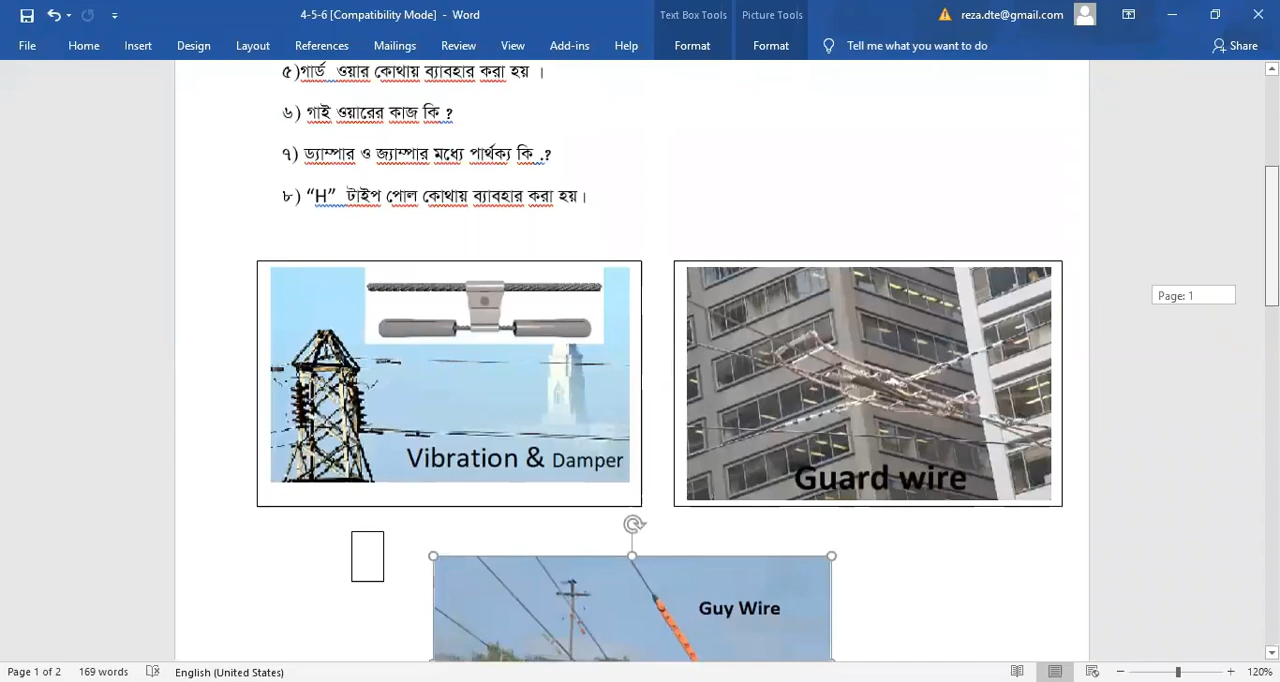 4-5-6 [Compatibility Mode] - Word
Text Box Tools
Picture Tools
reza.dte@gmail.com
File
Home
Insert
Design
Layout
References
Mailings
Review
View
Add-ins
Help
Format
Format
Tell me what you want to do
Share
৫)গার্ড ওয়ার কোথায় ব্যাবহার করা হয় ।
৬) গাই ওয়ারের কাজ কি ?
৭) ড্যাম্পার ও জ্যাম্পার মধ্যে পার্থক্য কি .?
৮) “H” টাইপ পোল কোথায় ব্যাবহার করা হয়।
Page: 1
Vibration & Damper
Guard wire
Guy Wire
Page 1 of 2
169 words
English (United States)
120%